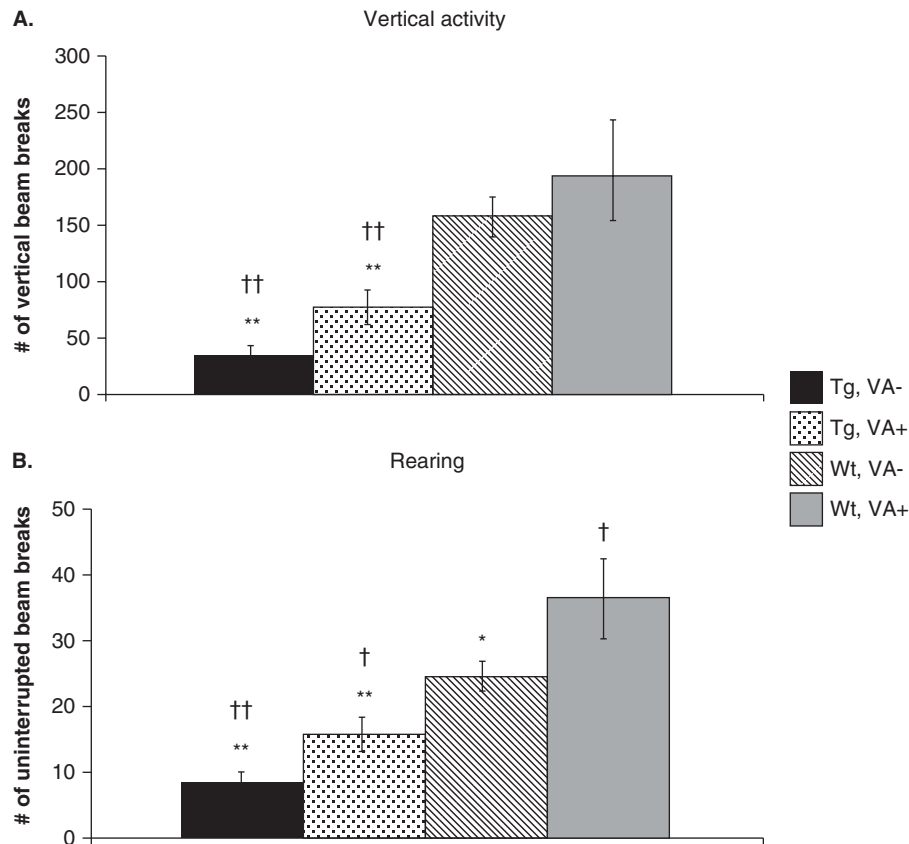 A.
Vertical activity
# of vertical beam breaks
300
250
200
150
100
50
0
††
**
††
**
Tg, VA-
Tg, VA+
Wt, VA-
Wt, VA+
B.
Rearing
# of uninterrupted beam breaks
50
40
30
20
10
0
††
**
†
**
*
†